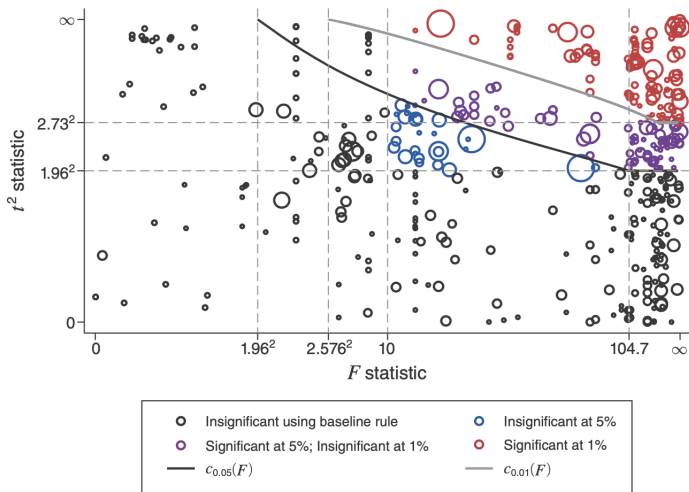 ∞
2.73²
1.96²
0
t² statistic
0
1.96²
2.576²
10
104.7
∞
F statistic
Insignificant using baseline rule
Insignificant at 5%
Significant at 5%; Insignificant at 1%
Significant at 1%
c₀.₀₅(F)
c₀.₀₁(F)